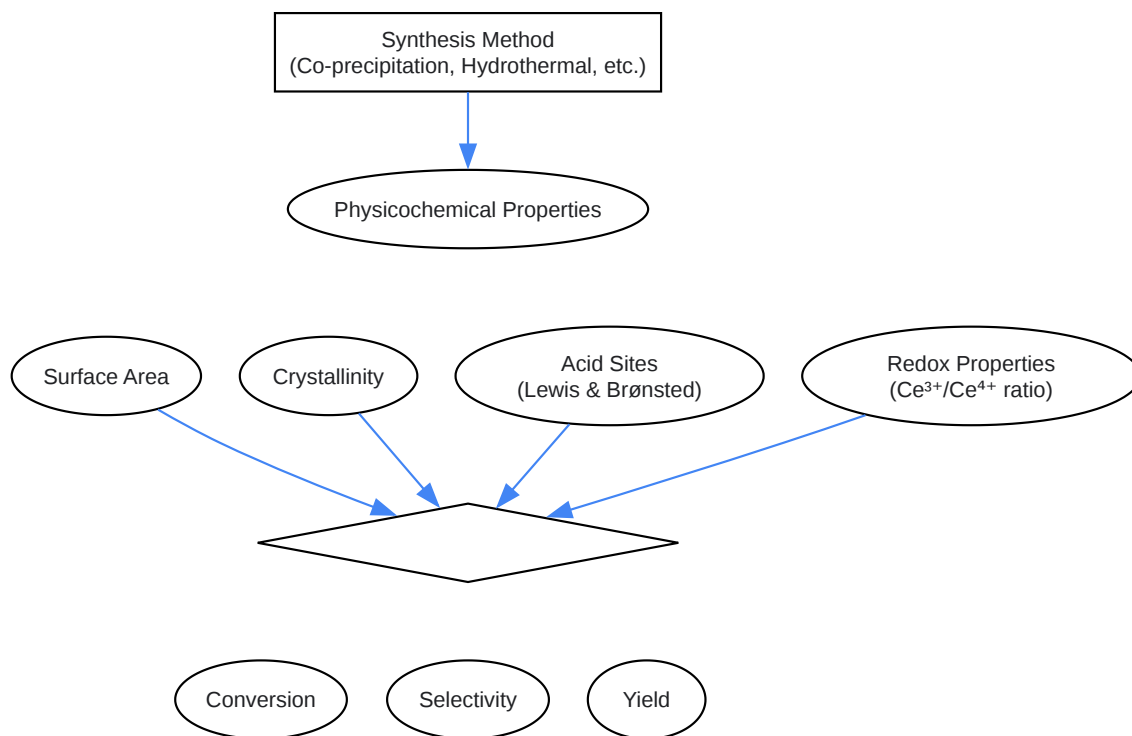 Synthesis Method
(Co-precipitation, Hydrothermal, etc.)
Physicochemical Properties
Surface Area
Crystallinity
Acid Sites
(Lewis & Brønsted)
Redox Properties
(Ce³⁺/Ce⁴⁺ ratio)
Conversion
Selectivity
Yield